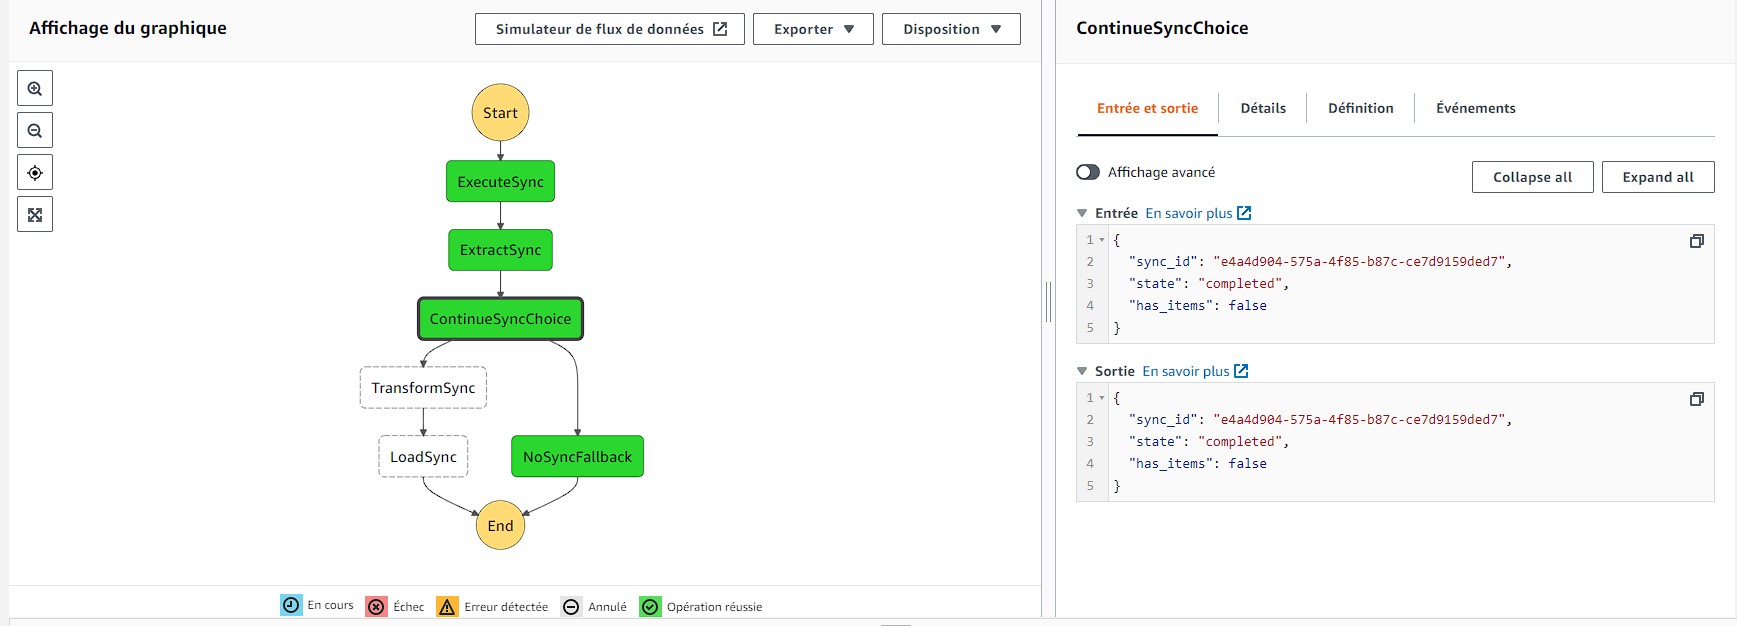 Affichage du graphique
Simulateur de flux de données
Exporter
Disposition
Start
ExecuteSync
ExtractSync
ContinueSyncChoice
TransformSync
LoadSync
NoSyncFallback
End
En cours
Échec
Erreur détectée
Annulé
Opération réussie
ContinueSyncChoice
Entrée et sortie
Détails
Définition
Événements
Affichage avancé
Collapse all
Expand all
Entrée En savoir plus
1 {
2 "sync_id": "e4a4d904-575a-4f85-b87c-ce7d9159ded7",
3 "state": "completed",
4 "has_items": false
5 }
Sortie En savoir plus
1 {
2 "sync_id": "e4a4d904-575a-4f85-b87c-ce7d9159ded7",
3 "state": "completed",
4 "has_items": false
5 }